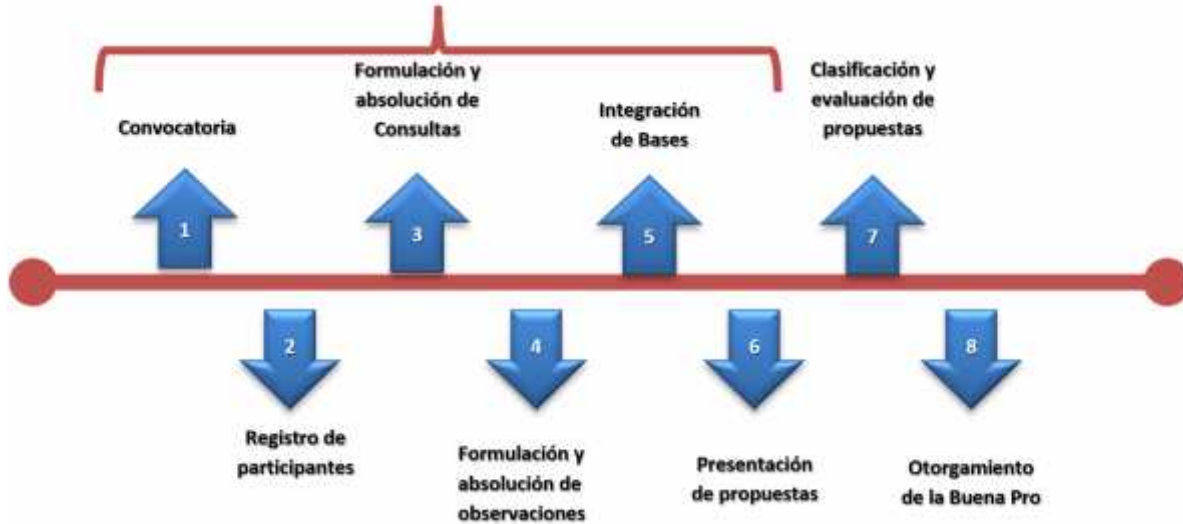 Convocatoria
1
Registro de
participantes
2
Formulación y
absolución de
Consultas
3
Formulación y
absolución de
observaciones
4
Integración
de Bases
5
Presentación
de propuestas
6
Clasificación y
evaluación de
propuestas
7
Otorgamiento
de la Buena Pro
8